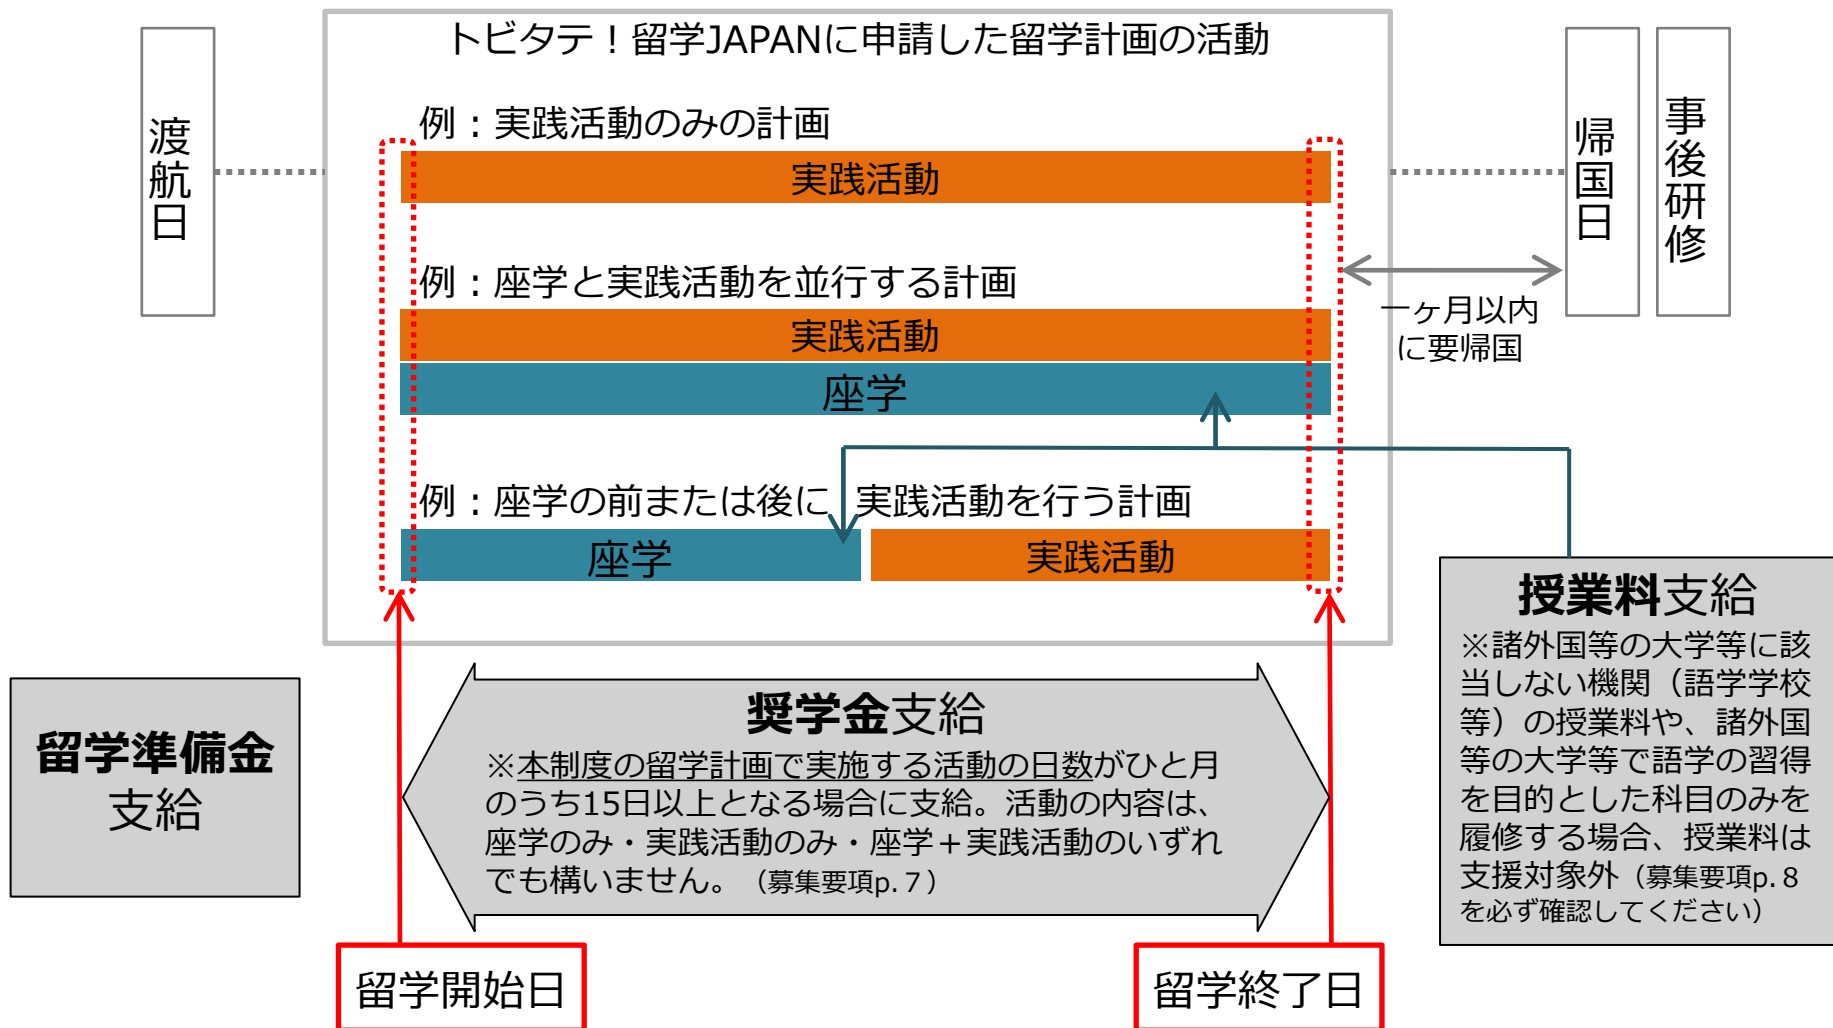 トビタテ！留学JAPANに申請した留学計画の活動
渡航日
例：実践活動のみの計画
実践活動
例：座学と実践活動を並行する計画
実践活動
座学
例：座学の前または後に　実践活動を行う計画
座学
実践活動
帰国日
事後研修
一ヶ月以内
に要帰国
留学準備金
支給
奨学金支給
※本制度の留学計画で実施する活動の日数がひと月
のうち15日以上となる場合に支給。活動の内容は、
座学のみ・実践活動のみ・座学＋実践活動のいずれ
でも構いません。（募集要項p.７）
授業料支給
※諸外国等の大学等に該
当しない機関（語学学校
等）の授業料や、諸外国
等の大学等で語学の習得
を目的とした科目のみを
履修する場合、授業料は
支援対象外（募集要項p.８
を必ず確認してください）
留学開始日
留学終了日